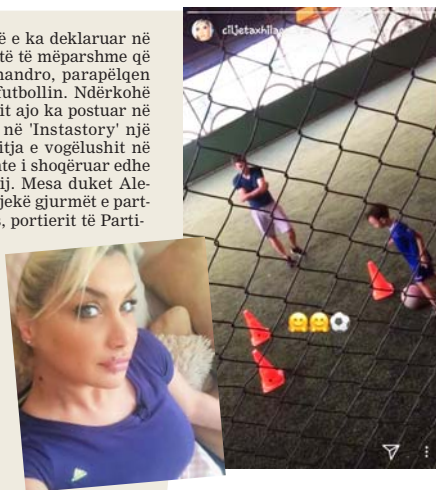 ë e ka deklaruar në
të të mëparshme që
nandro, parapëlqen
futbollin. Ndërkohë
it ajo ka postuar në
në 'Instastory' një
itja e vogëlushit në
te i shoqëruar edhe
ij. Mesa duket Ale-
jekë gjurmët e part-
s, portierit të Parti-